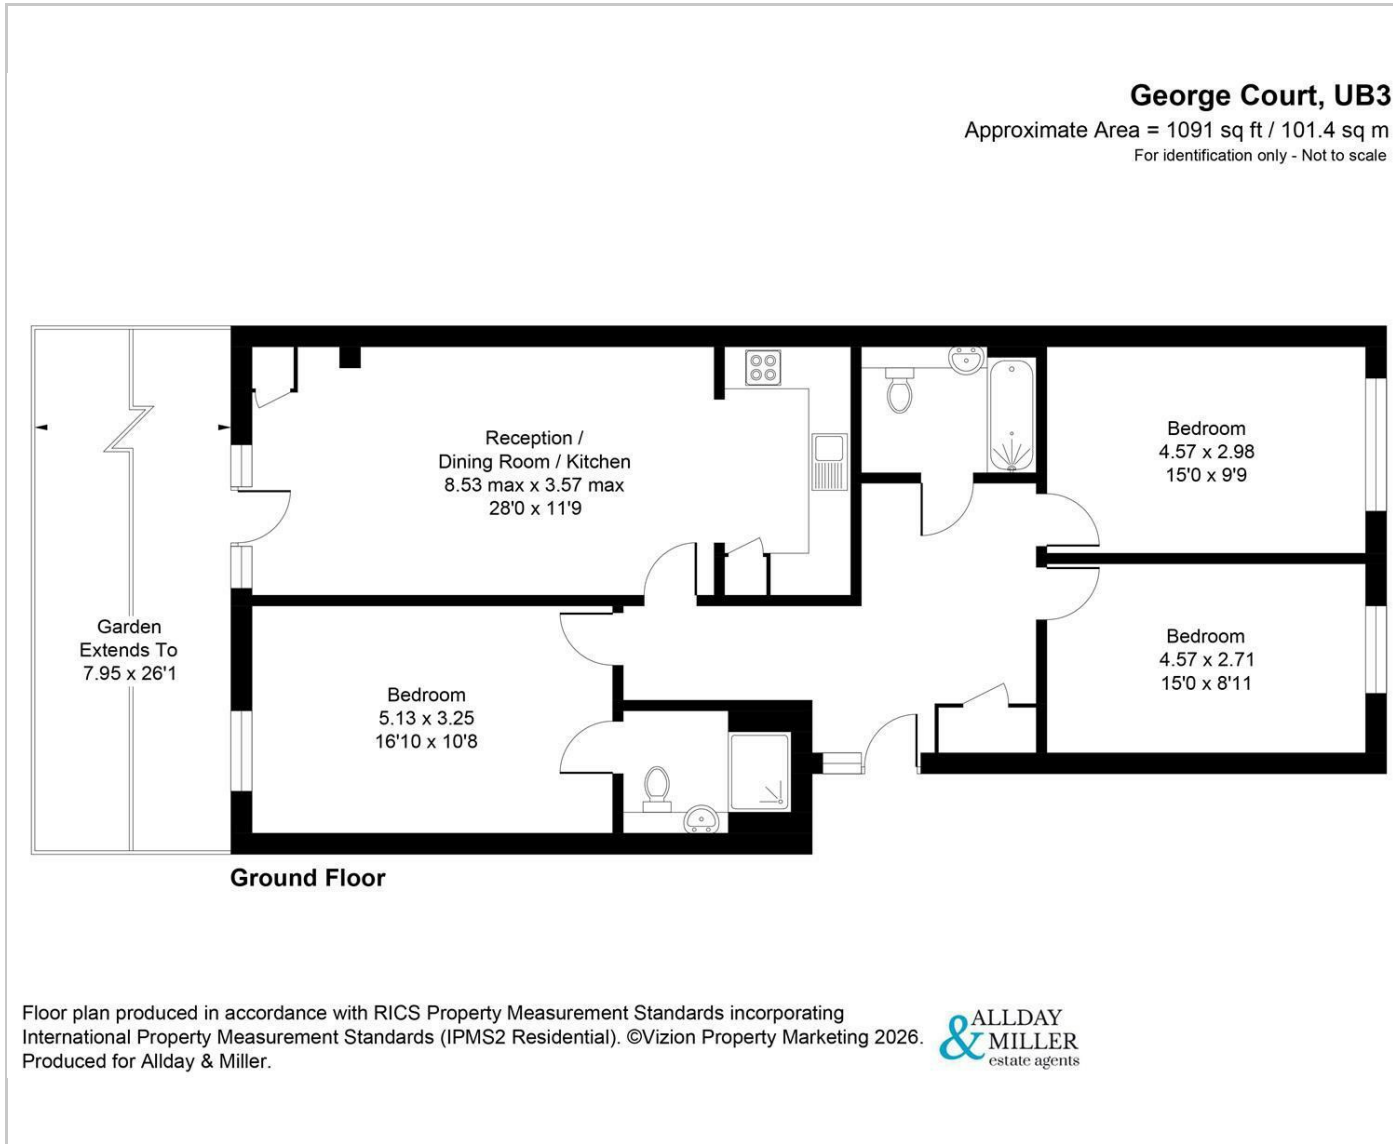 George Court, UB3
Approximate Area = 1091 sq ft / 101.4 sq m
For identification only - Not to scale
Reception /
Dining Room / Kitchen
8.53 max x 3.57 max
28'0 x 11'9
Bedroom
4.57 x 2.98
15'0 x 9'9
Garden
Extends To
7.95 x 26'1
Bedroom
5.13 x 3.25
16'10 x 10'8
Bedroom
4.57 x 2.71
15'0 x 8'11
Ground Floor
Floor plan produced in accordance with RICS Property Measurement Standards incorporating
International Property Measurement Standards (IPMS2 Residential). ©Vizion Property Marketing 2026.
Produced for Allday & Miller.
ALLDAY
& MILLER
estate agents